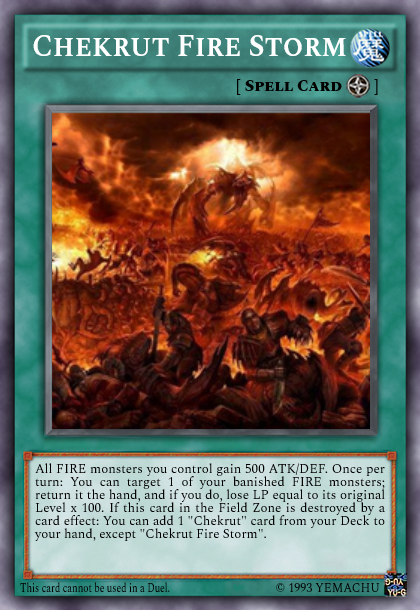 CHEKRUT FIRE STORM
魔
[ SPELL CARD ]
All FIRE monsters you control gain 500 ATK/DEF. Once per
turn: You can target 1 of your banished FIRE monsters;
return it the hand, and if you do, lose LP equal to its original
Level x 100. If this card in the Field Zone is destroyed by a
card effect: You can add 1 "Chekrut" card from your Deck to
your hand, except "Chekrut Fire Storm".
This card cannot be used in a Duel.
© 1993 YEMACHU